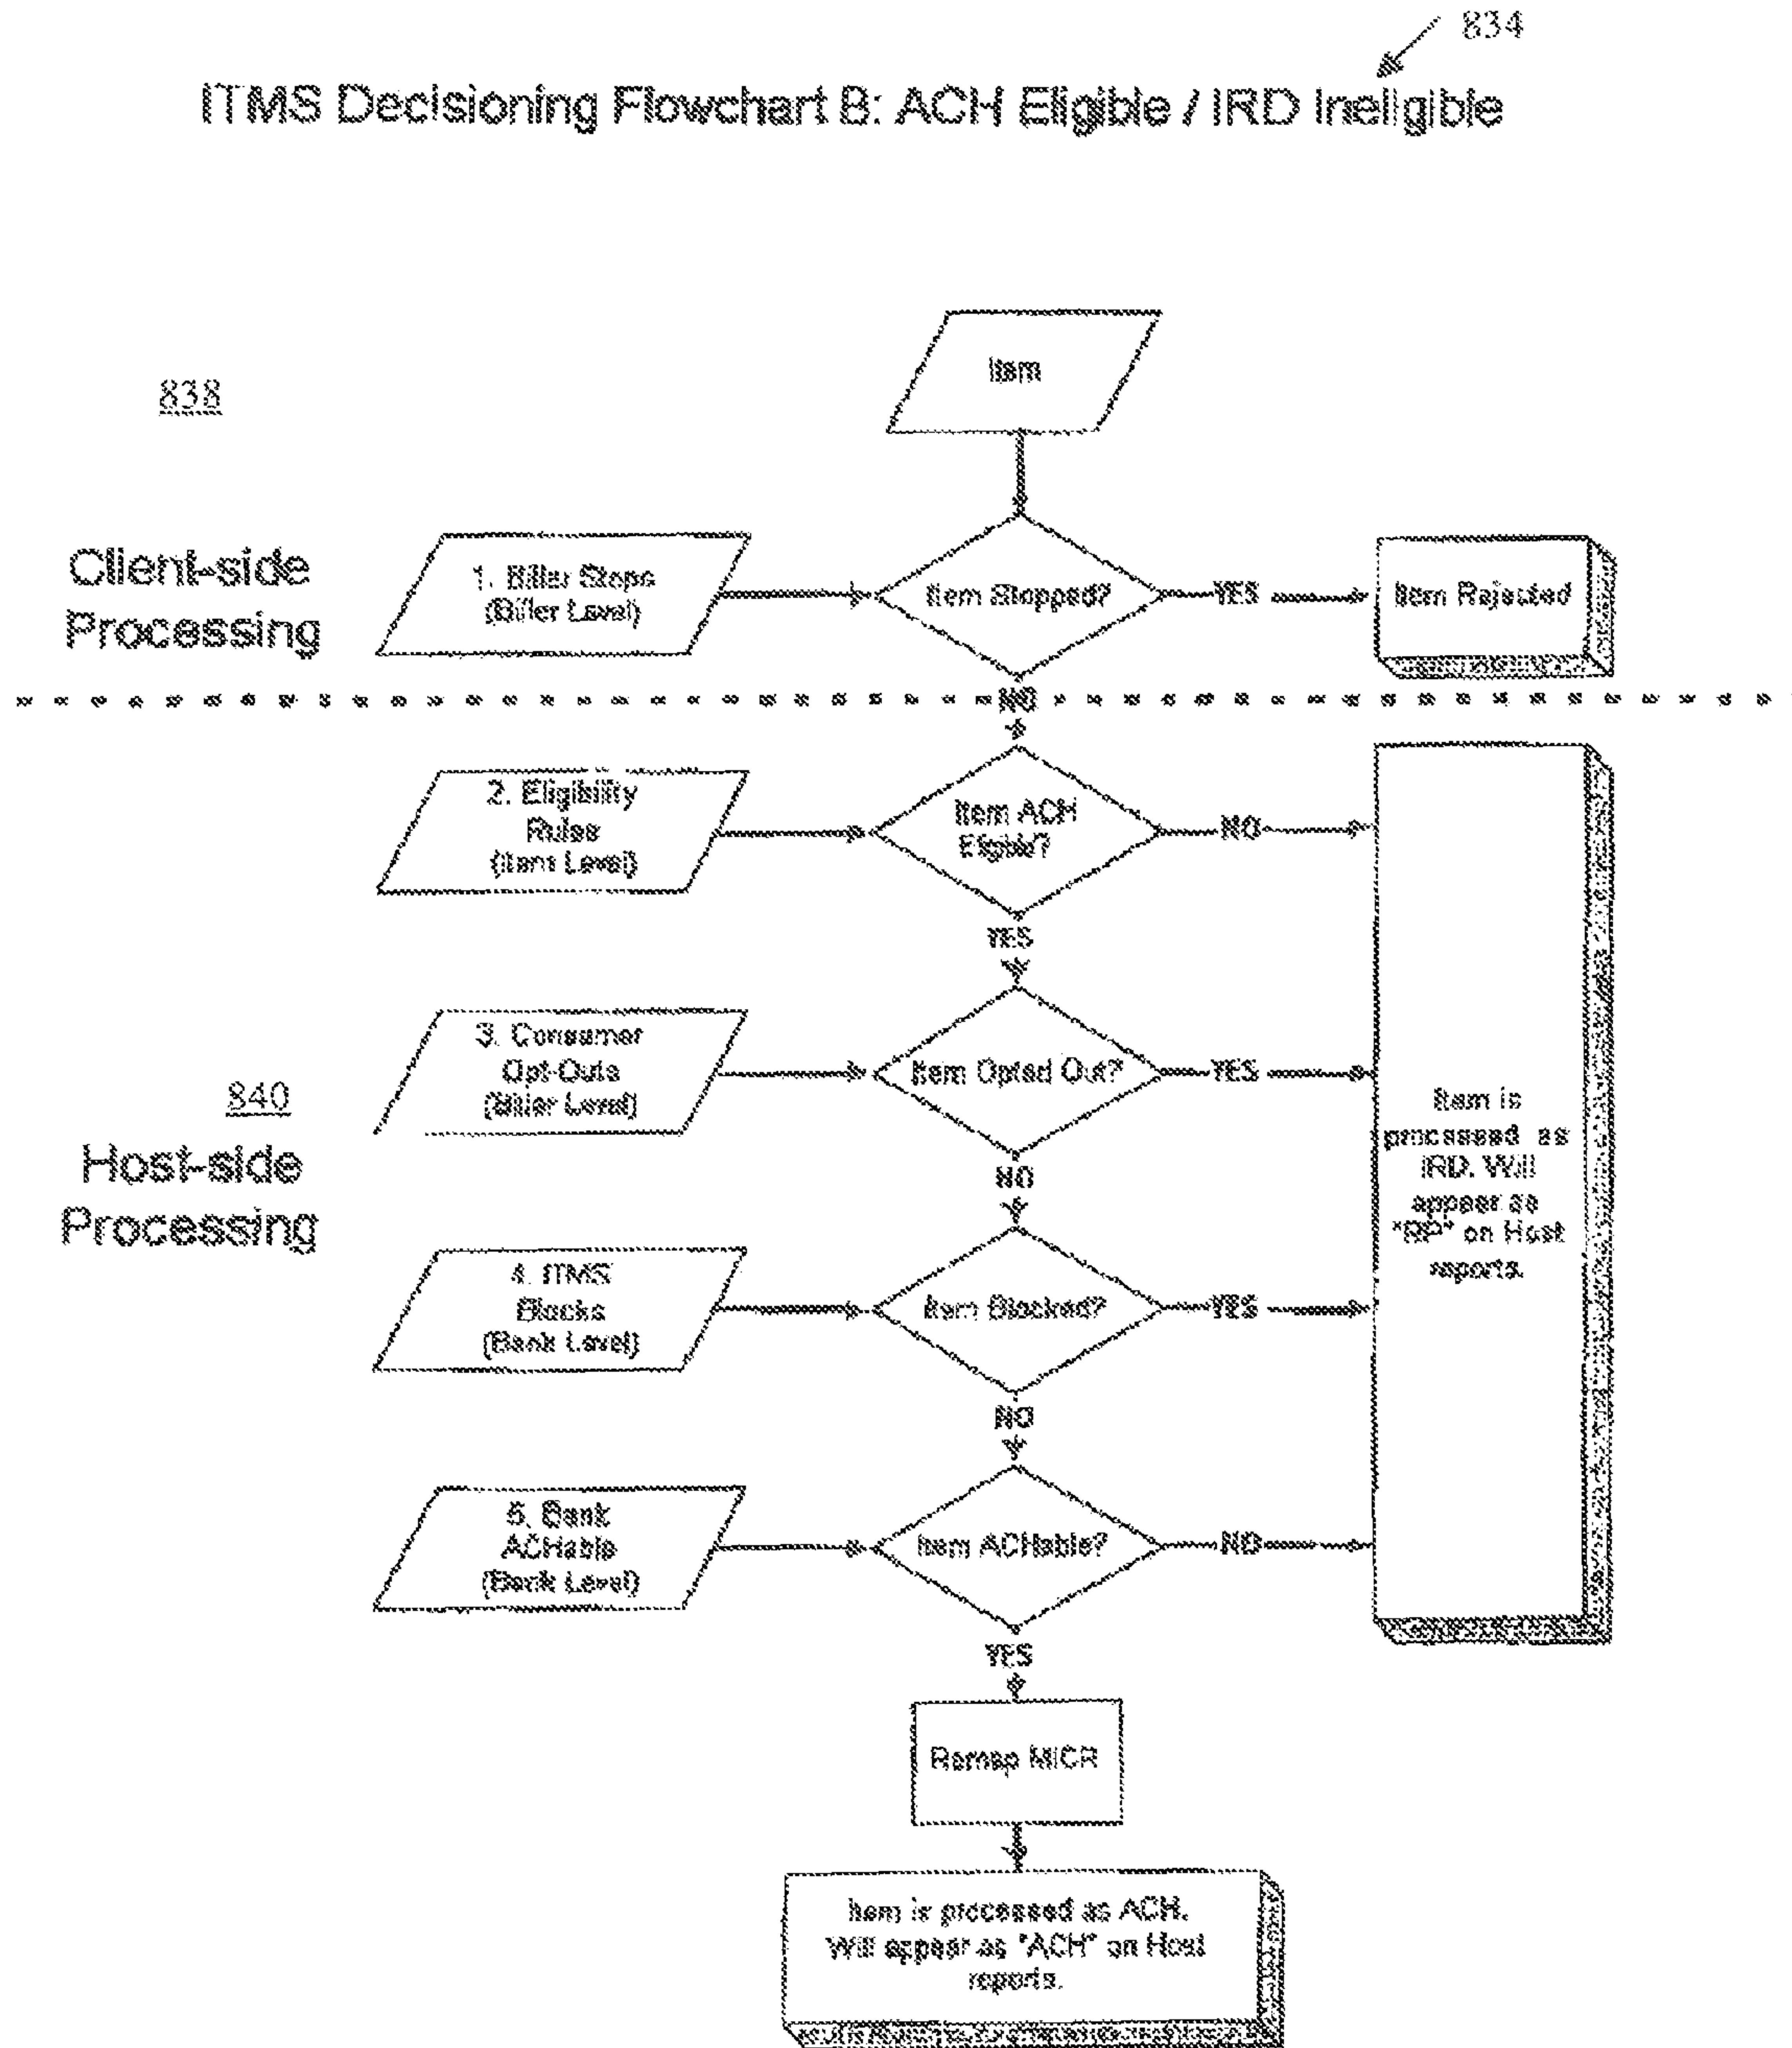 834
ITMS Decisioning Flowchart B: ACH Eligible / IRD Ineligible
Item
838
Client-side
Processing
1. Biller Stops
(Biller Level)
Item Stopped?
YES
Item Rejected
NO
2. Eligibility
Rules
(Item Level)
Item ACH
Eligible?
NO
YES
3. Consumer
Opt-Outs
(Biller Level)
Item Opted Out?
YES
840
Host-side
Processing
Item is
processed as
IRD. Will
appear as
"RP" on Host
reports.
NO
4. ITMS
Blocks
(Bank Level)
Item Blocked?
YES
NO
5. Bank
ACHable
(Bank Level)
Item ACHable?
NO
YES
Remap MICR
Item is processed as ACH.
Will appear as "ACH" on Host
reports.